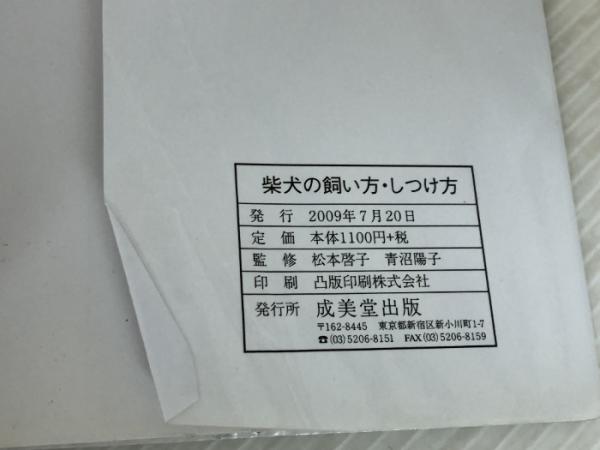 柴犬の飼い方・しつけ方
発行 2009年7月20日
定価 本体1100円+税
監修 松本啓子 青沼陽子
印刷 凸版印刷株式会社
発行所 成美堂出版
〒162-8445 東京都新宿区新小川町1-7
☎(03)5206-8151 FAX(03)5206-8159